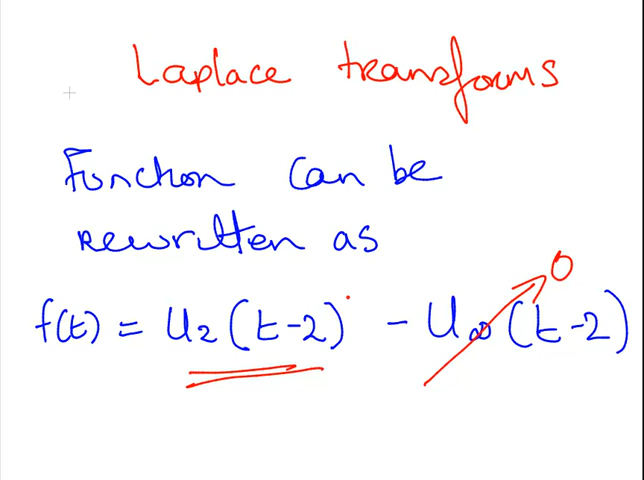 Laplace transforms
Function can be
rewritten as
0
f(t) = u₂(t-2) - u∞(t-2)